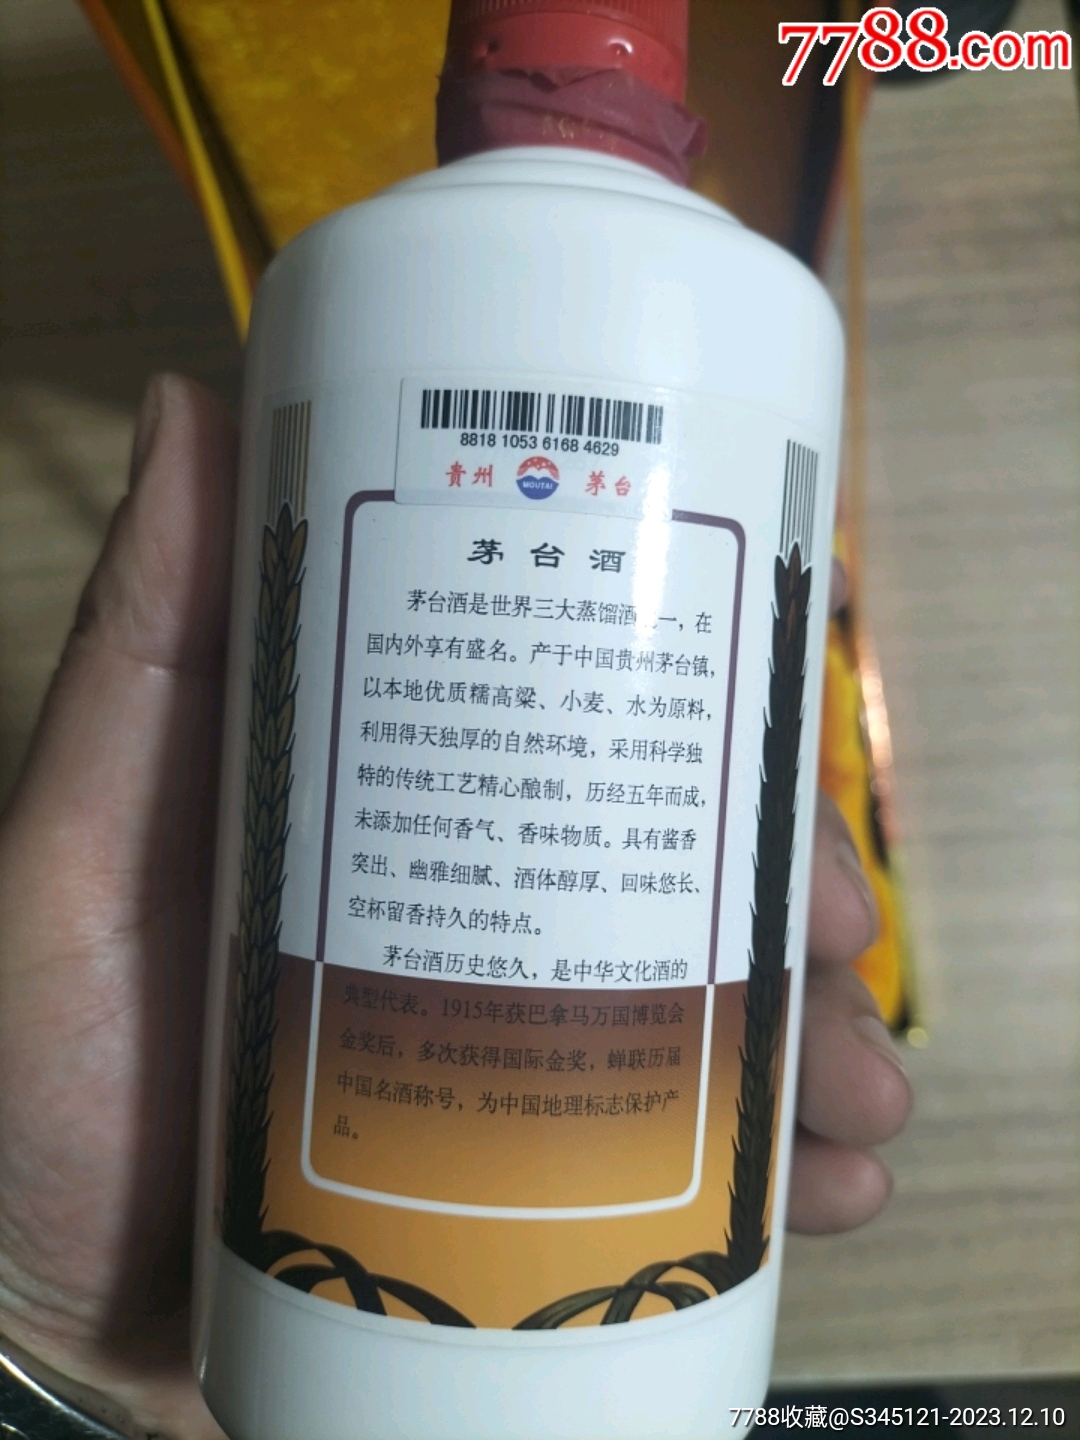 7788.com
8818 1053 6168 4629
貴州
MOUTAI
茅台
茅台酒
茅台酒是世界三大蒸馏酒 一，在
国内外享有盛名。产于中国贵州茅台镇，
以本地优质糯高粱、小麦、水为原料，
利用得天独厚的自然环境，采用科学独
特的传统工艺精心酿制，历经五年而成，
未添加任何香气、香味物质。具有酱香
突出、幽雅细腻、酒体醇厚、回味悠长、
空杯留香持久的特点。
茅台酒历史悠久，是中华文化酒的
典型代表。1915年获巴拿马万国博览会
金奖后，多次获得国际金奖，蝉联历届
中国名酒称号，为中国地理标志保护产
品。
7788收藏@S345121-2023.12.10